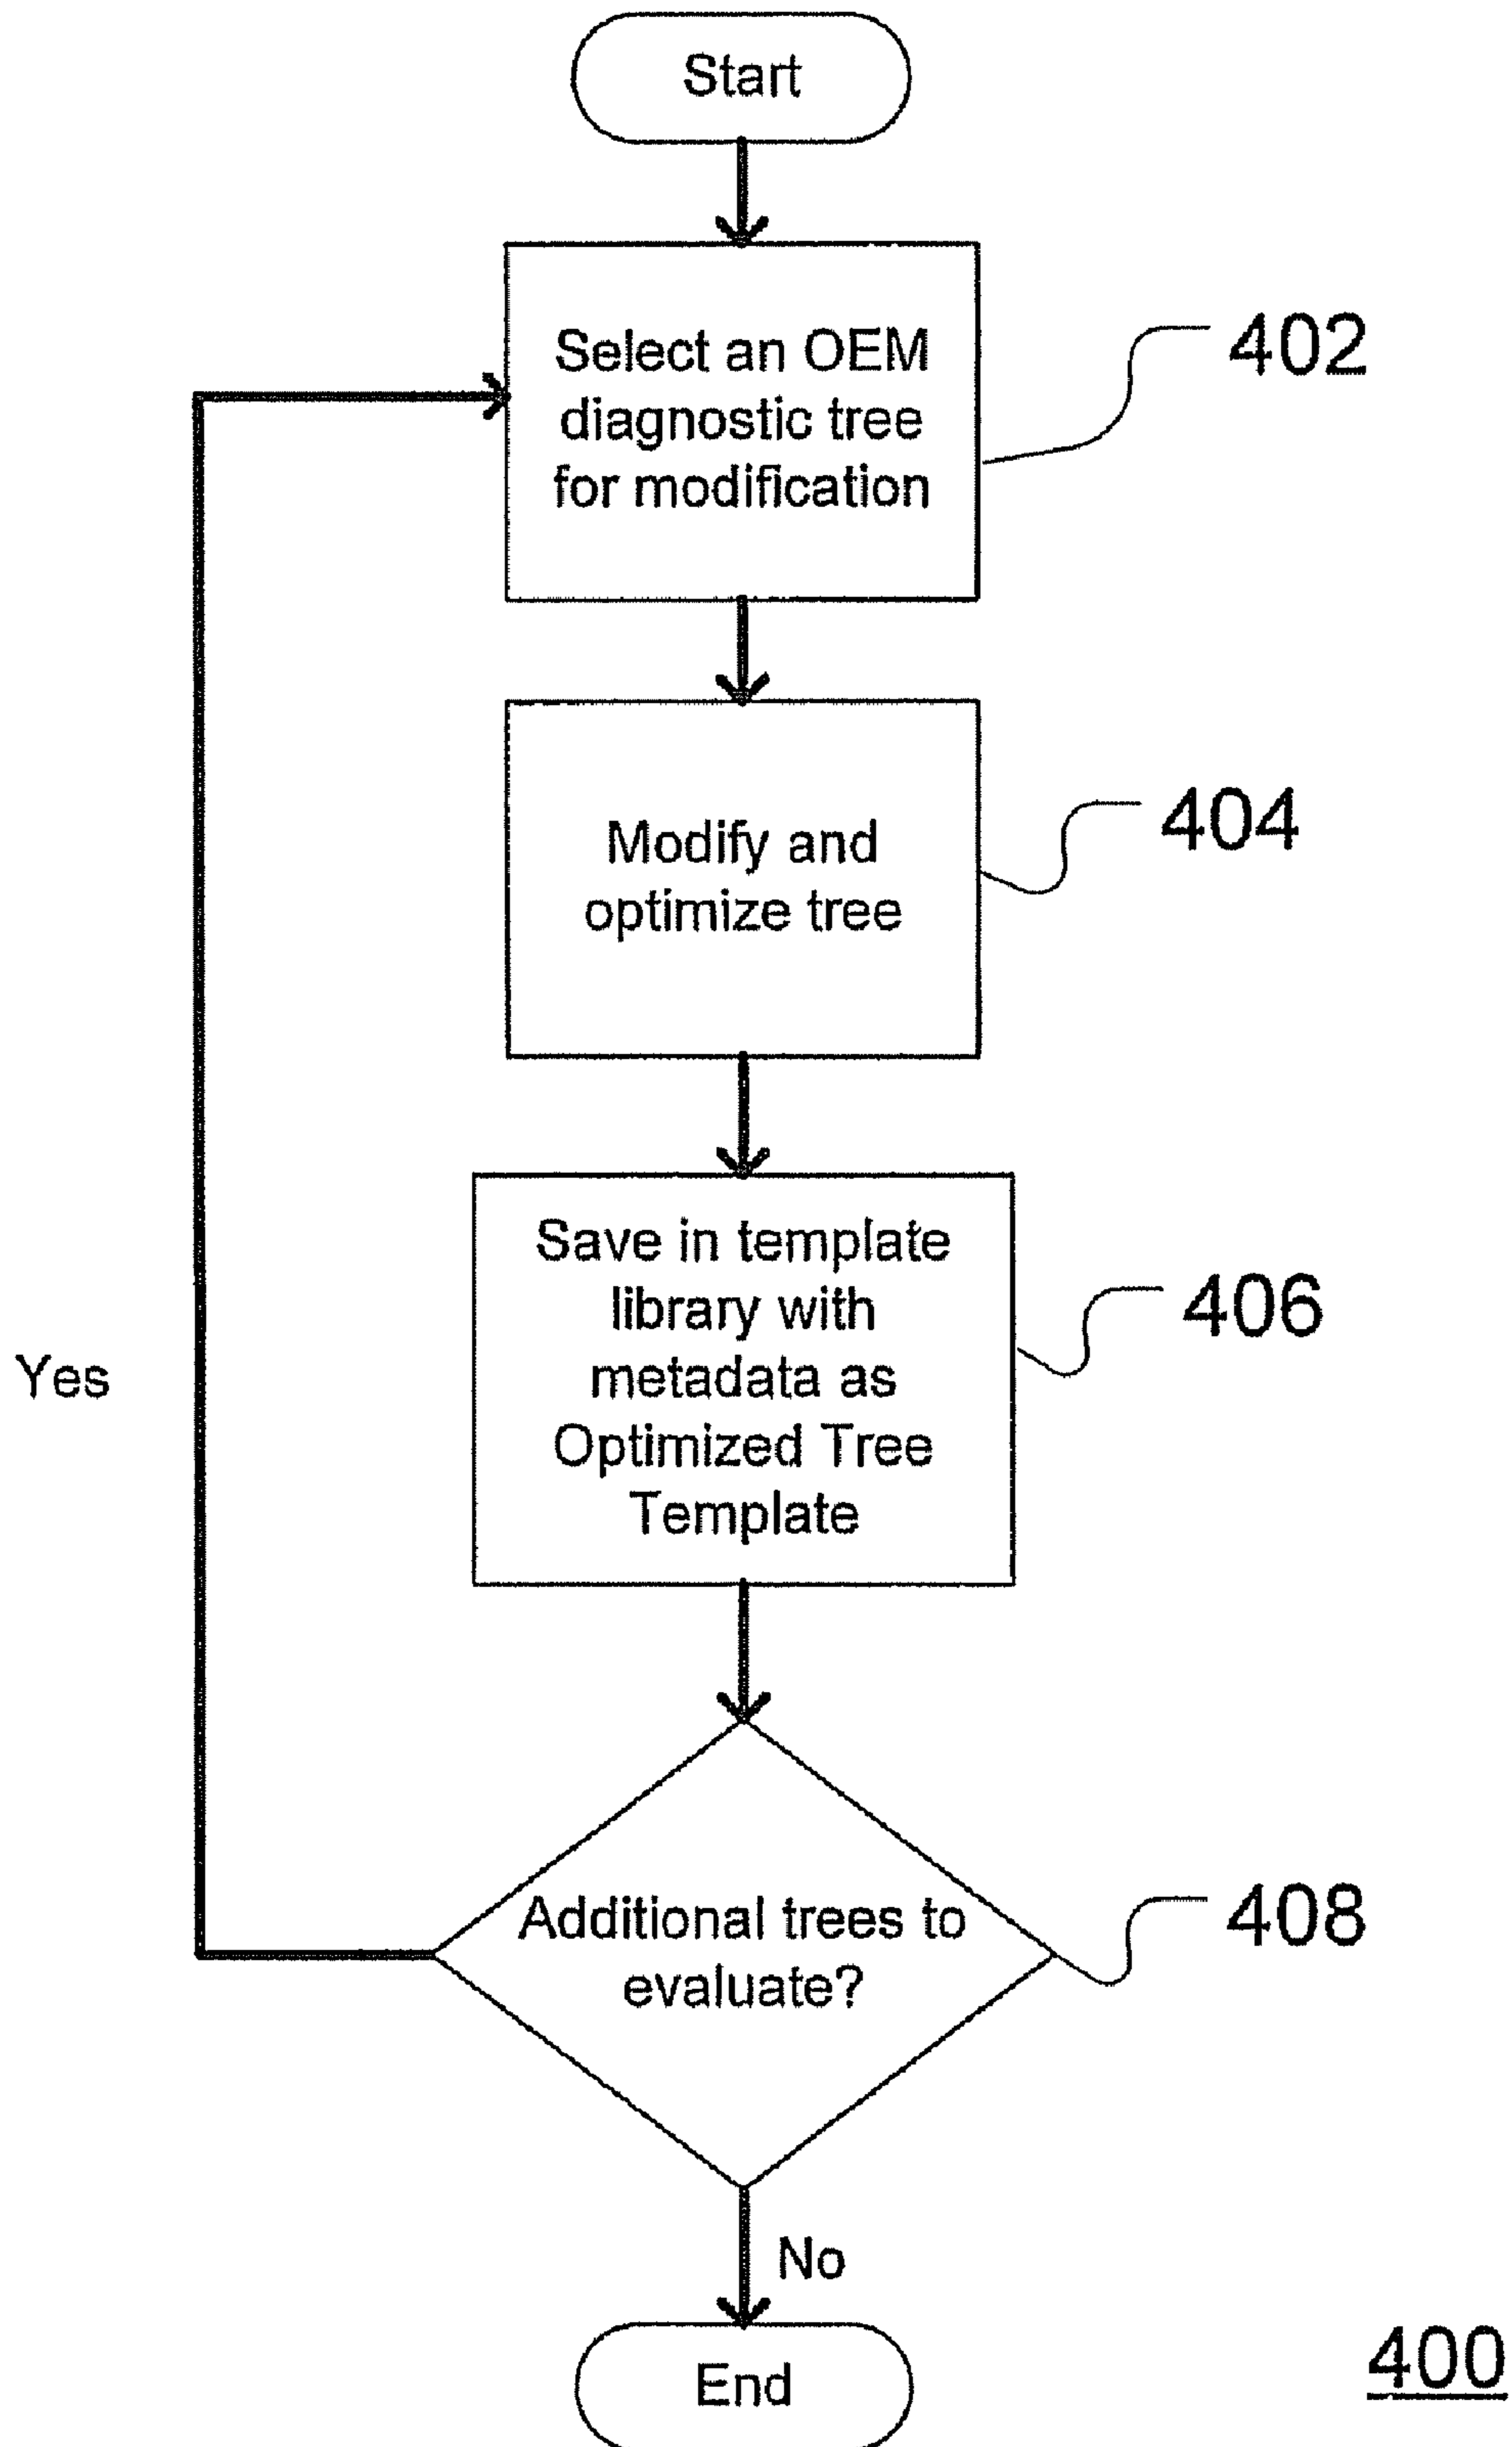 Start
Select an OEM
diagnostic tree
for modification
402
Modify and
optimize tree
404
Save in template
library with
metadata as
Optimized Tree
Template
406
Yes
Additional trees to
evaluate?
408
No
End
400